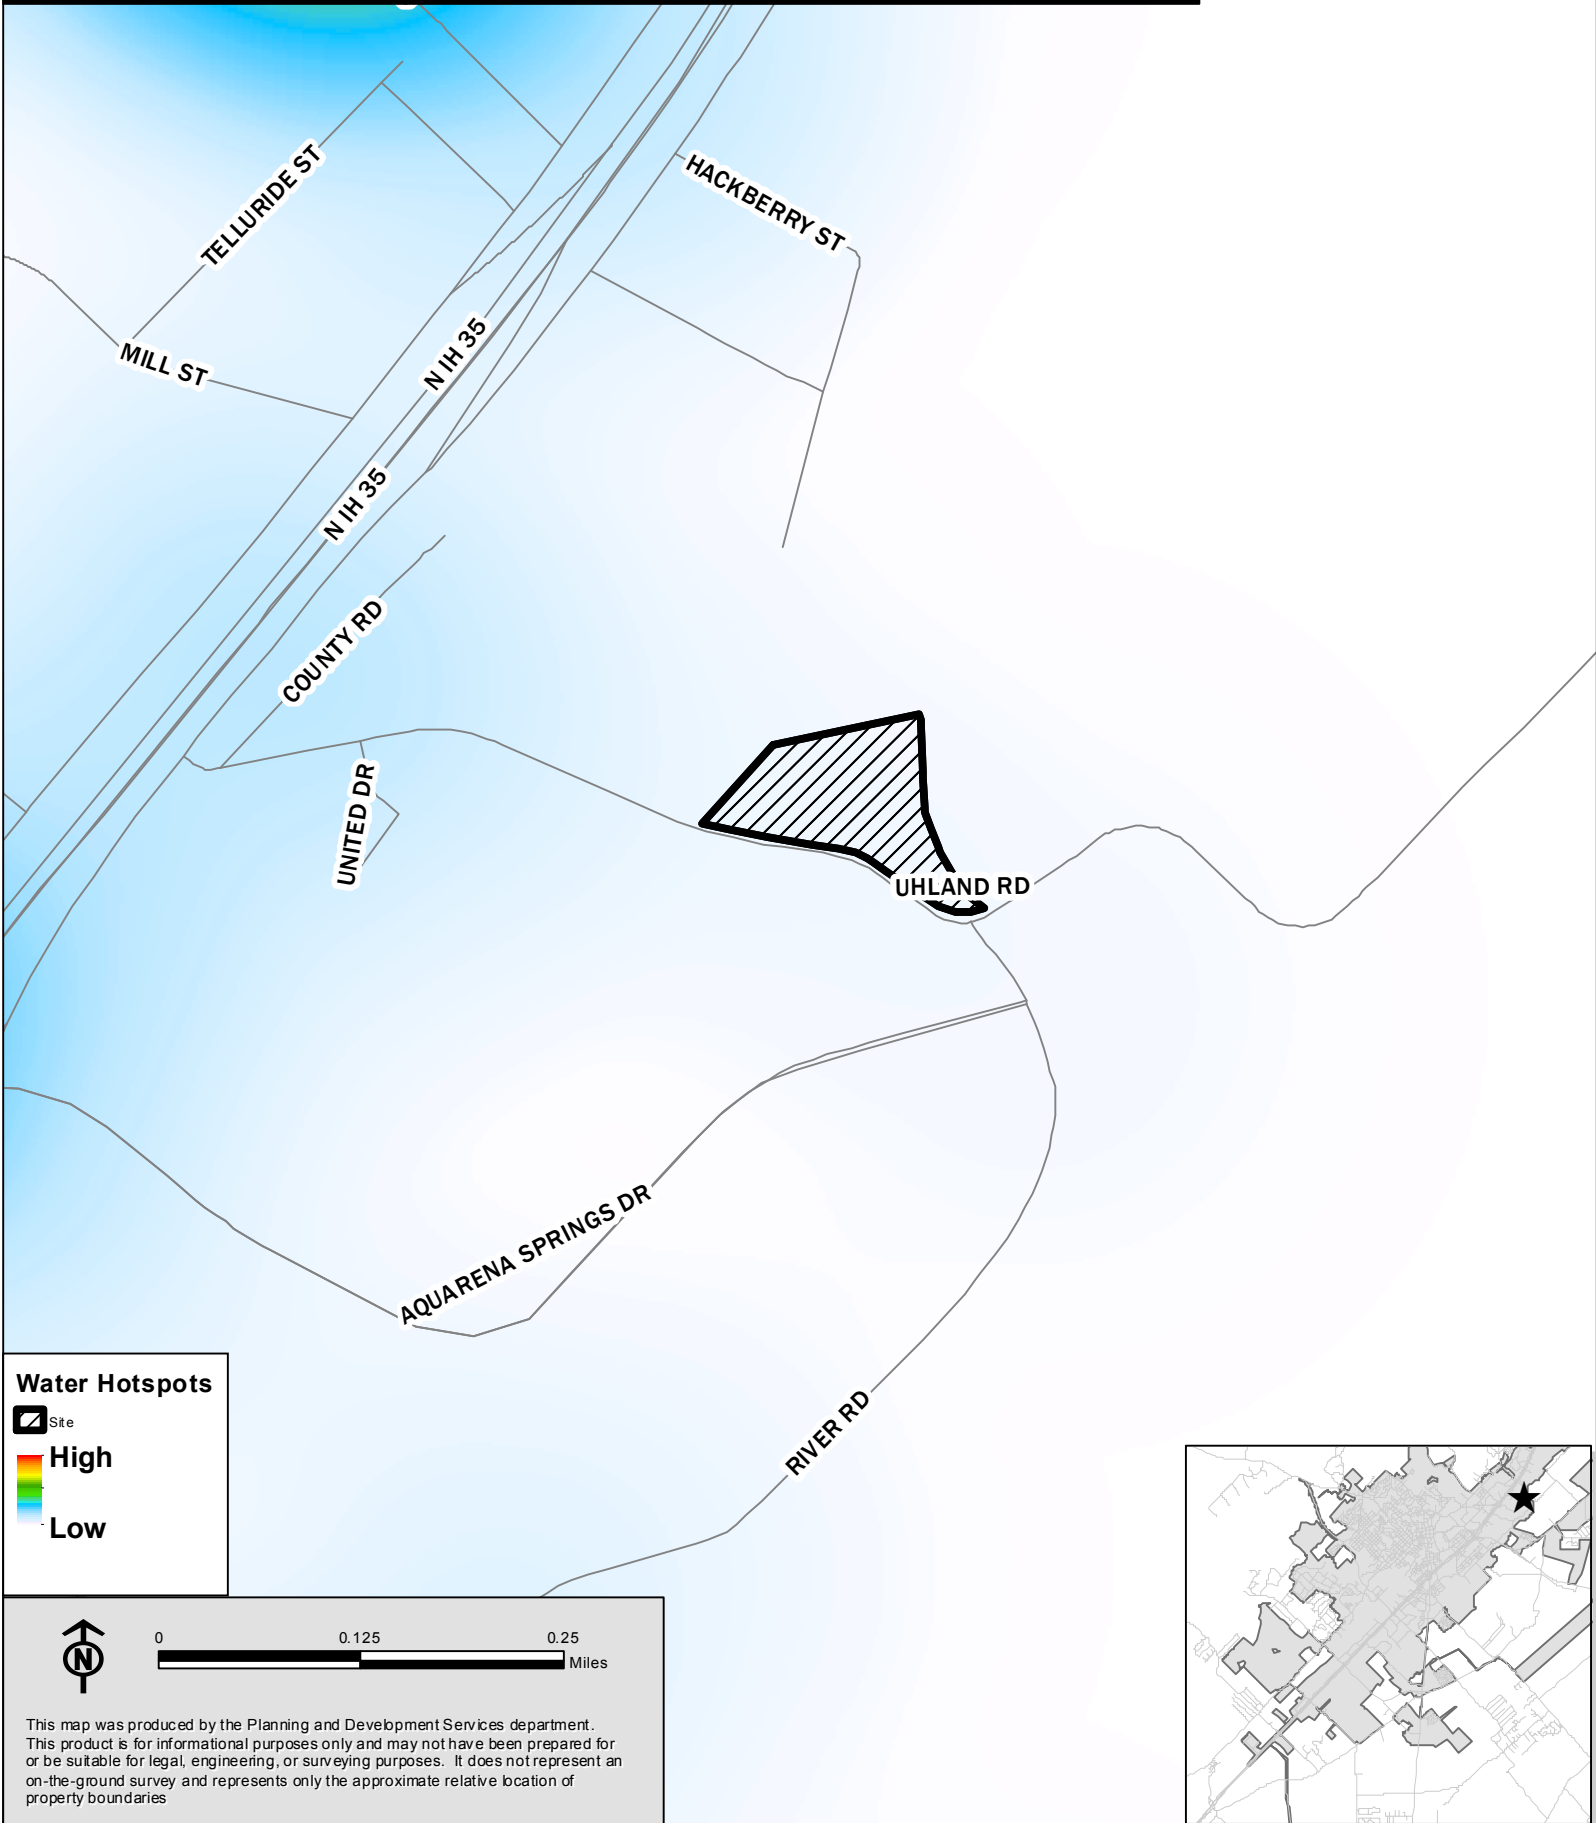 TELLURIDE ST
HACKBERRY ST
MILL ST
N IH 35
N IH 35
COUNTY RD
UNITED DR
UHLAND RD
AQUARENA SPRINGS DR
RIVER RD
Water Hotspots
Site
High
Low
N
0 0.125 0.25
Miles
This map was produced by the Planning and Development Services department.
This product is for informational purposes only and may not have been prepared for
or be suitable for legal, engineering, or surveying purposes. It does not represent an
on-the-ground survey and represents only the approximate relative location of
property boundaries